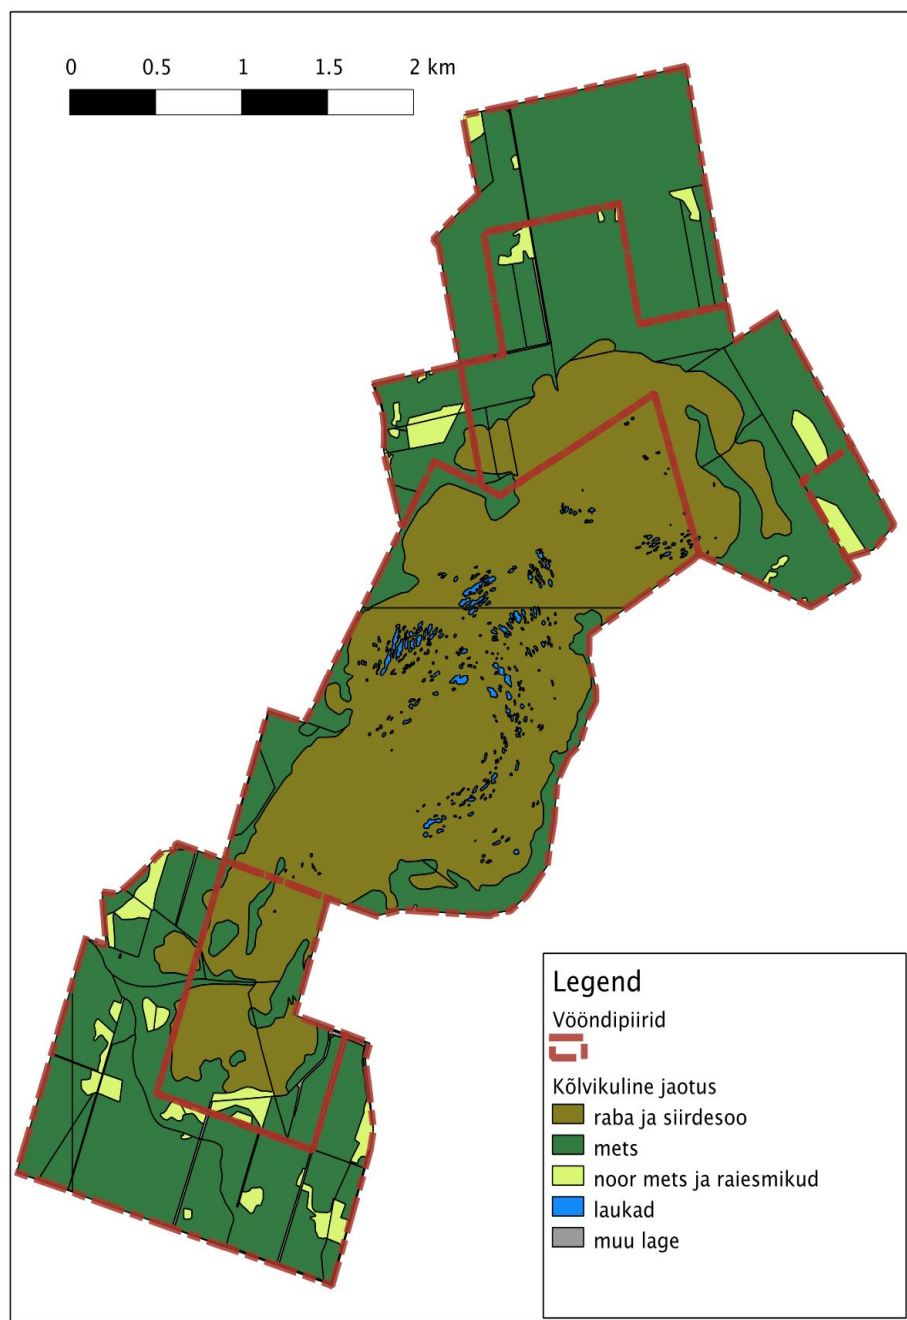 0 0.5 1 1.5 2 km
Legend
Vööndipiirid
Kõlvikuline jaotus
raba ja siirdesoo
mets
noor mets ja raiesmikud
laukad
muu lage